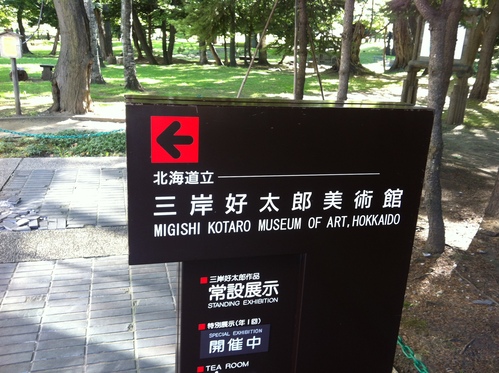 北海道立
三岸好太郎美術館
MIGISHI KOTARO MUSEUM OF ART, HOKKAIDO
三岸好太郎作品
常設展示
STANDING EXHIBITION
特別展示(年1回)
SPECIAL EXHIBITION
開催中
TEA ROOM